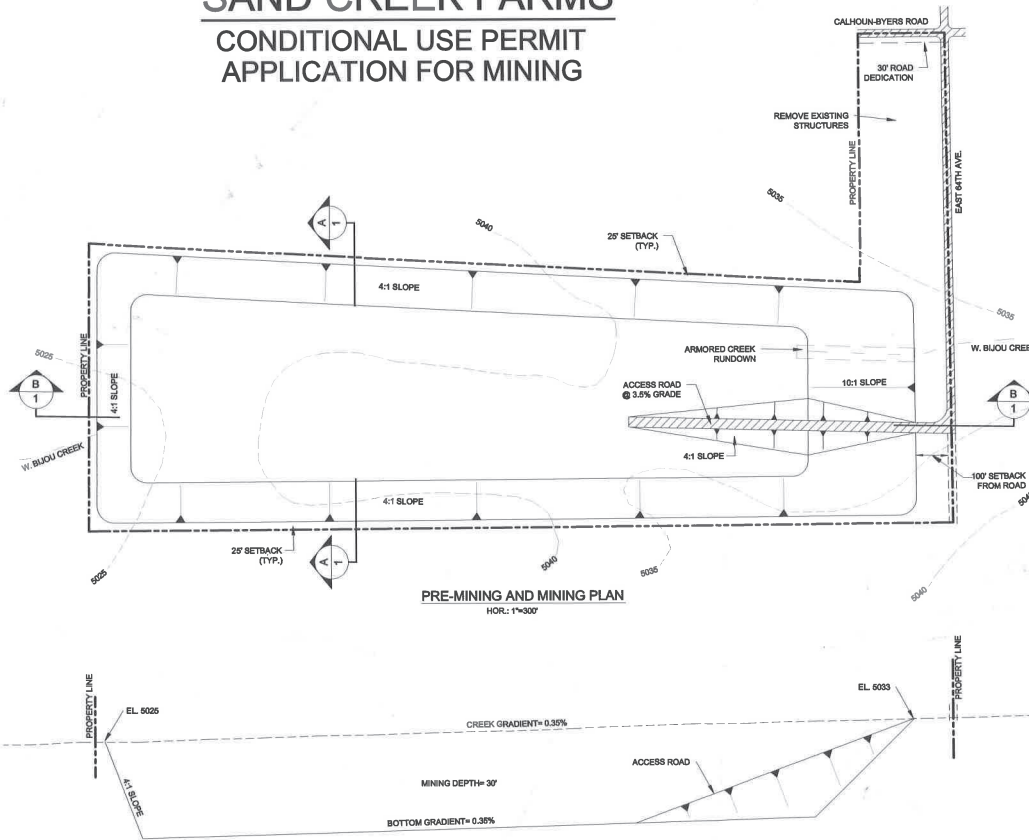 SAND CREEK FARMS
CONDITIONAL USE PERMIT
APPLICATION FOR MINING
CALHOUN-BYERS ROAD
30' ROAD
DEDICATION
REMOVE EXISTING
STRUCTURES
PROPERTY LINE
EAST 64TH AVE.
5035
5040
A
1
25' SETBACK
(TYP.)
4:1 SLOPE
5035
5025
PROPERTY LINE
4:1 SLOPE
ARMORED CREEK
RUNDOWN
W. BIJOU CREE
ACCESS ROAD
@ 3.5% GRADE
10:1 SLOPE
B
1
B
1
W. BIJOU CREEK
4:1 SLOPE
100' SETBACK
FROM ROAD
4:1 SLOPE
25' SETBACK
(TYP.)
A
1
5025
5040
5035
5040
PRE-MINING AND MINING PLAN
HOR.: 1"=300'
PROPERTY LINE
EL. 5025
CREEK GRADIENT= 0.35%
EL. 5033
PROPERTY LINE
4:1 SLOPE
MINING DEPTH= 30'
ACCESS ROAD
BOTTOM GRADIENT= 0.35%